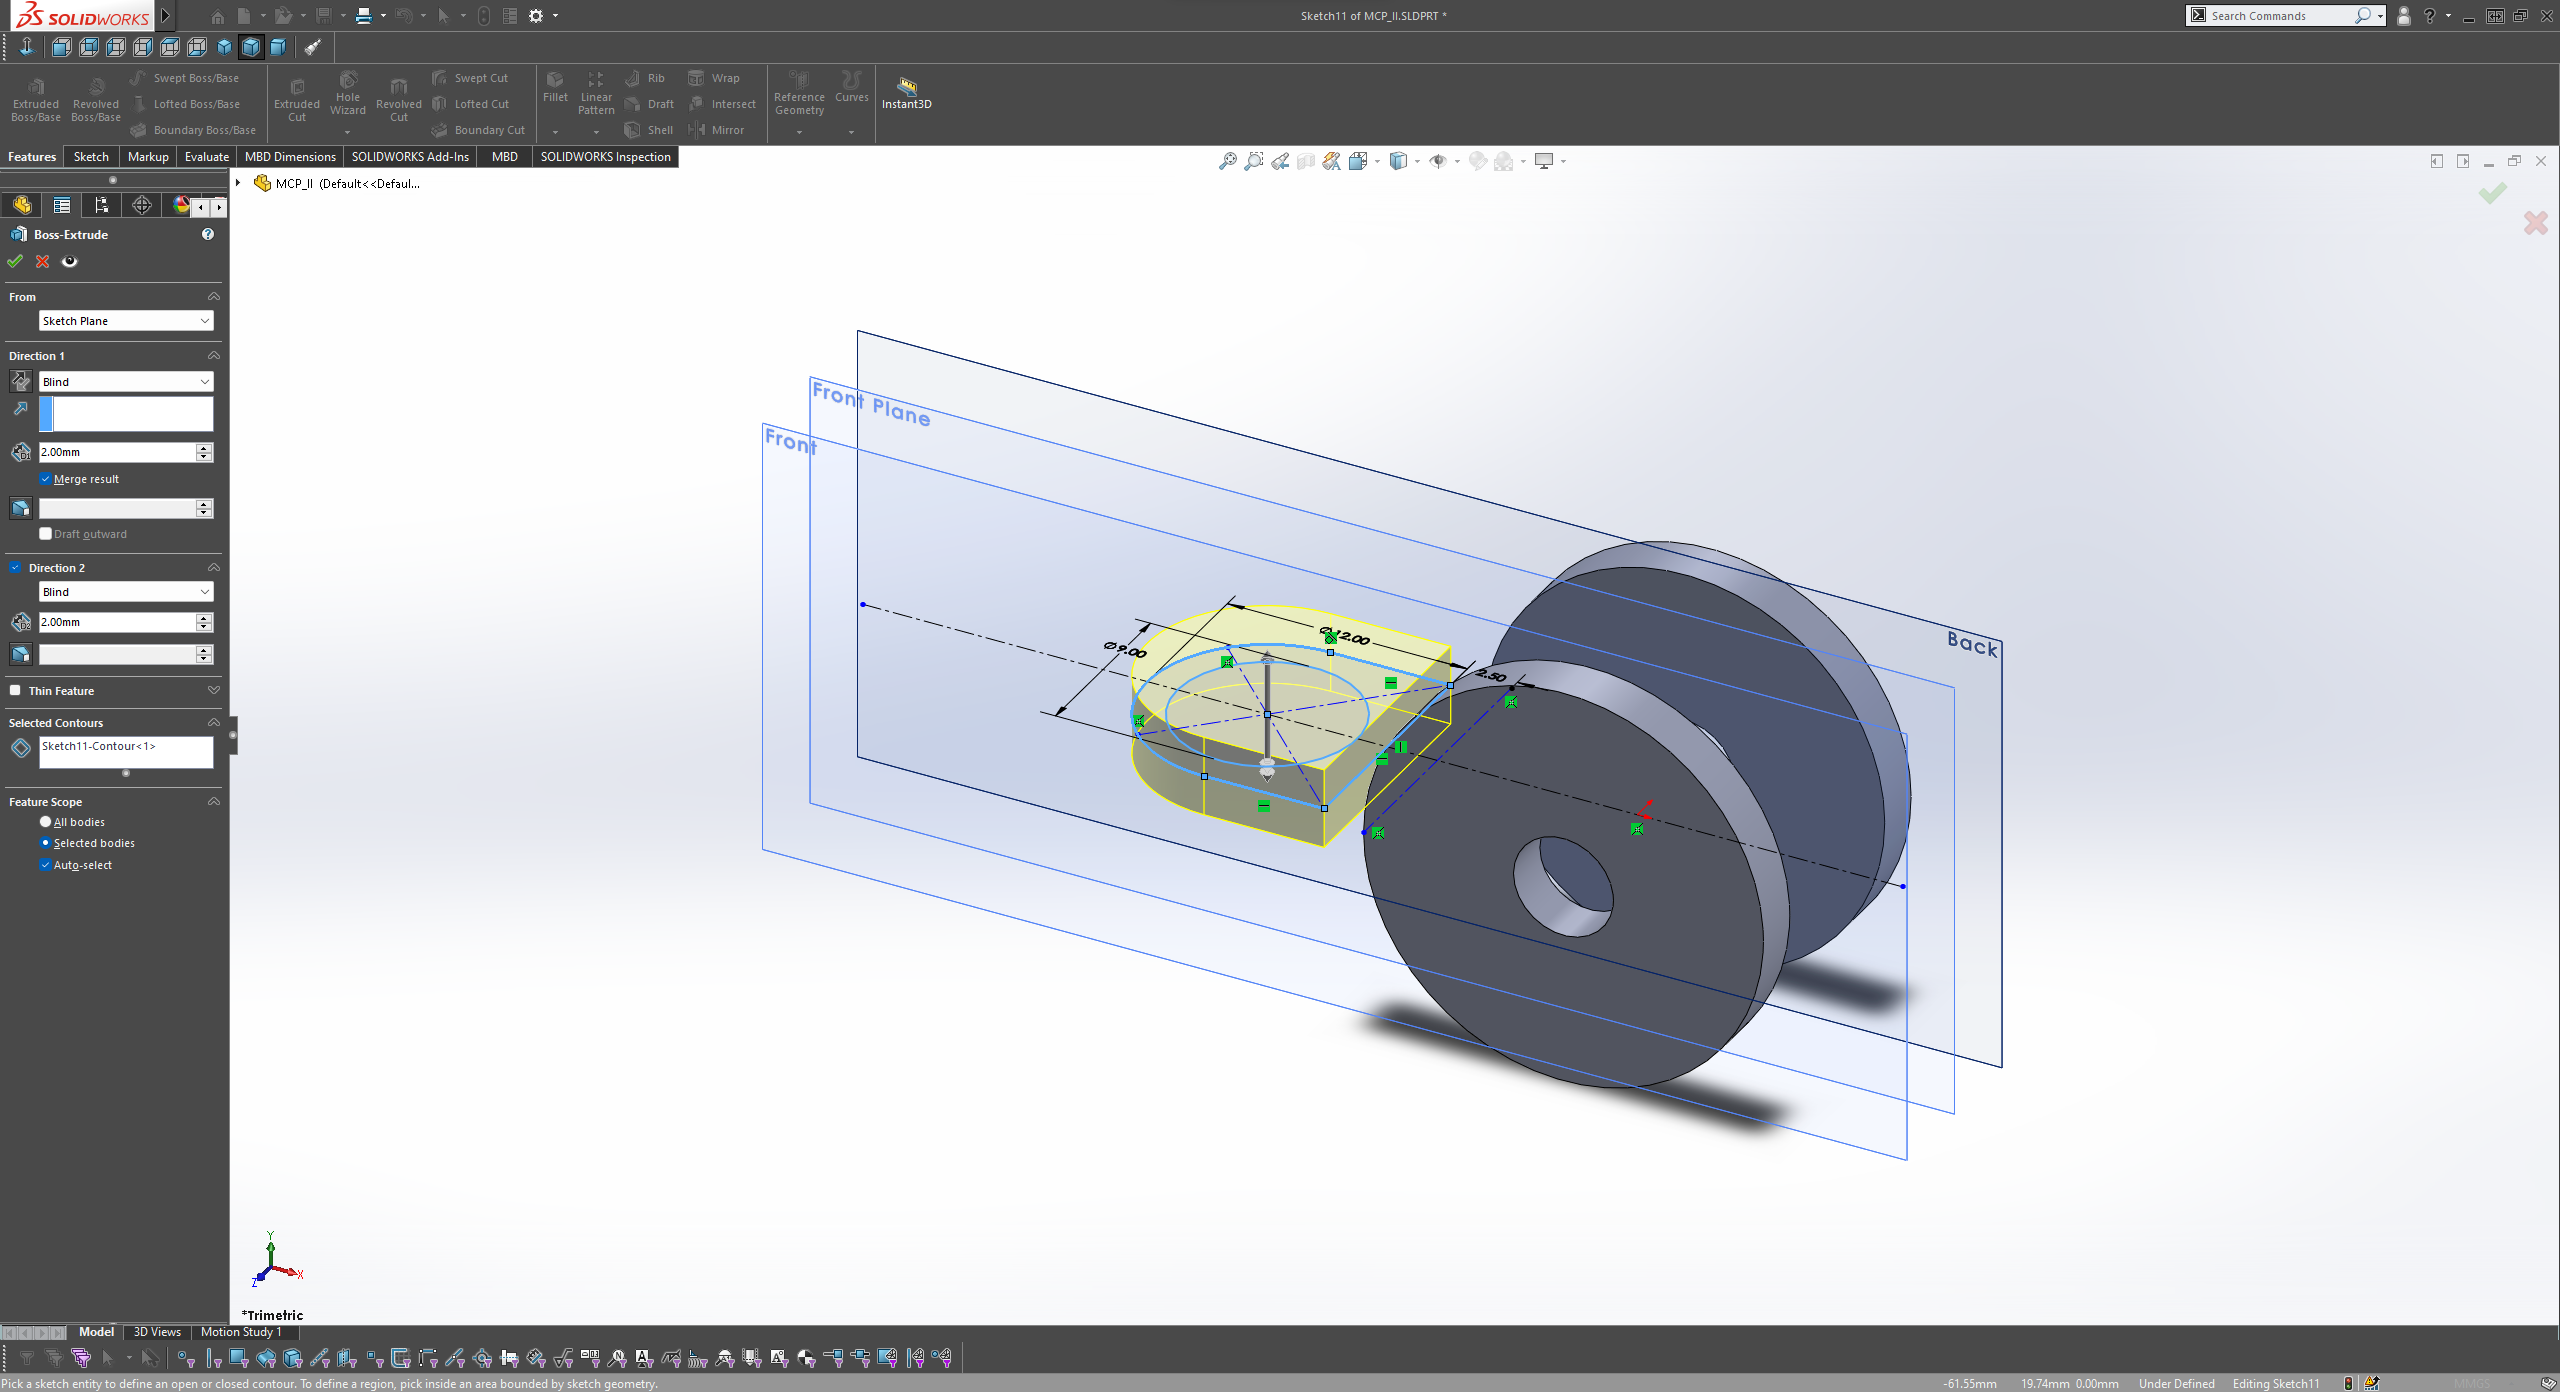 SOLIDWORKS
Sketch11 of MCP_II.SLDPRT *
Search Commands
Extruded Boss/Base
Revolved Boss/Base
Swept Boss/Base
Lofted Boss/Base
Boundary Boss/Base
Extruded Cut
Hole Wizard
Revolved Cut
Swept Cut
Lofted Cut
Boundary Cut
Fillet
Linear Pattern
Rib
Draft
Shell
Wrap
Intersect
Mirror
Reference Geometry
Curves
Instant3D
Features Sketch Markup Evaluate MBD Dimensions SOLIDWORKS Add-Ins MBD SOLIDWORKS Inspection
MCP_II (Default<<Defaul...
Boss-Extrude
From
Sketch Plane
Direction 1
Blind
2.00mm
Merge result
Draft outward
Direction 2
Blind
2.00mm
Thin Feature
Selected Contours
Sketch11-Contour<1>
Feature Scope
All bodies
Selected bodies
Auto-select
Front Plane
Front
Back
Ø12.00
Ø9.00
2.50
Y
X
Z
*Trimetric
Model 3D Views Motion Study 1
Pick a sketch entity to define an open or closed contour. To define a region, pick inside an area bounded by sketch geometry.
-61.55mm 19.74mm 0.00mm Under Defined Editing Sketch11 MMGS